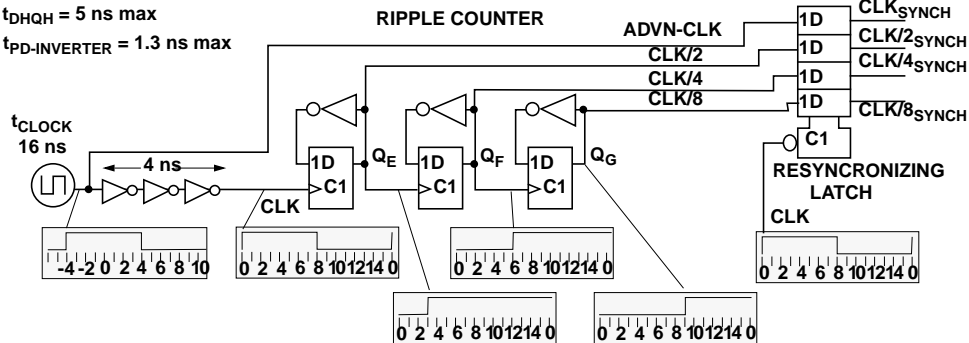 tDHQH = 5 ns max
RIPPLE COUNTER
CLKSYNCH
tPD-INVERTER = 1.3 ns max
ADVN-CLK
1D
CLK/2SYNCH
CLK/2
1D
CLK/4SYNCH
CLK/4
1D
CLK/8
1D
CLK/8SYNCH
tCLOCK
16 ns
4 ns
1D
QE
1D
QF
1D
QG
C1
C1
C1
C1
RESYNCRONIZING
LATCH
CLK
CLK
-4 -2 0 2 4 6 8 10
0 2 4 6 8 10 12 14 0
0 2 4 6 8 10 12 14 0
0 2 4 6 8 10 12 14 0
0 2 4 6 8 10 12 14 0
0 2 4 6 8 10 12 14 0